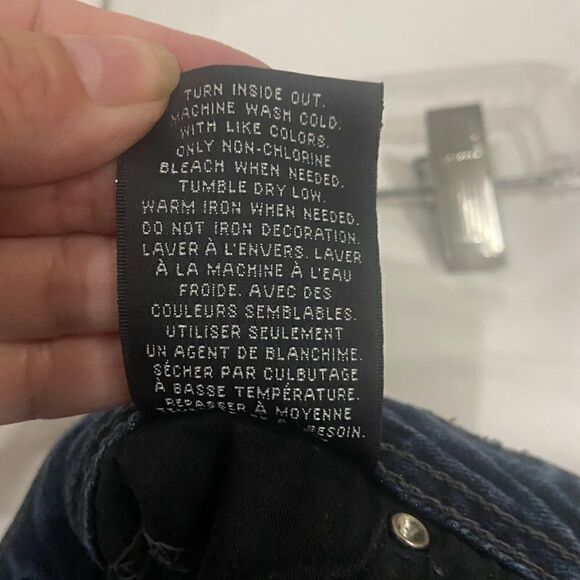 TURN INSIDE OUT.
MACHINE WASH COLD.
WITH LIKE COLORS.
ONLY NON-CHLORINE
BLEACH WHEN NEEDED.
TUMBLE DRY LOW.
WARM IRON WHEN NEEDED.
DO NOT IRON DECORATION.
LAVER À L'ENVERS. LAVER
À LA MACHINE À L'EAU
FROIDE. AVEC DES
COULEURS SEMBLABLES.
UTILISER SEULEMENT
UN AGENT DE BLANCHIME.
SÉCHER PAR CULBUTAGE
À BASSE TEMPÉRATURE.
REPASSER À MOYENNE
BESOIN.